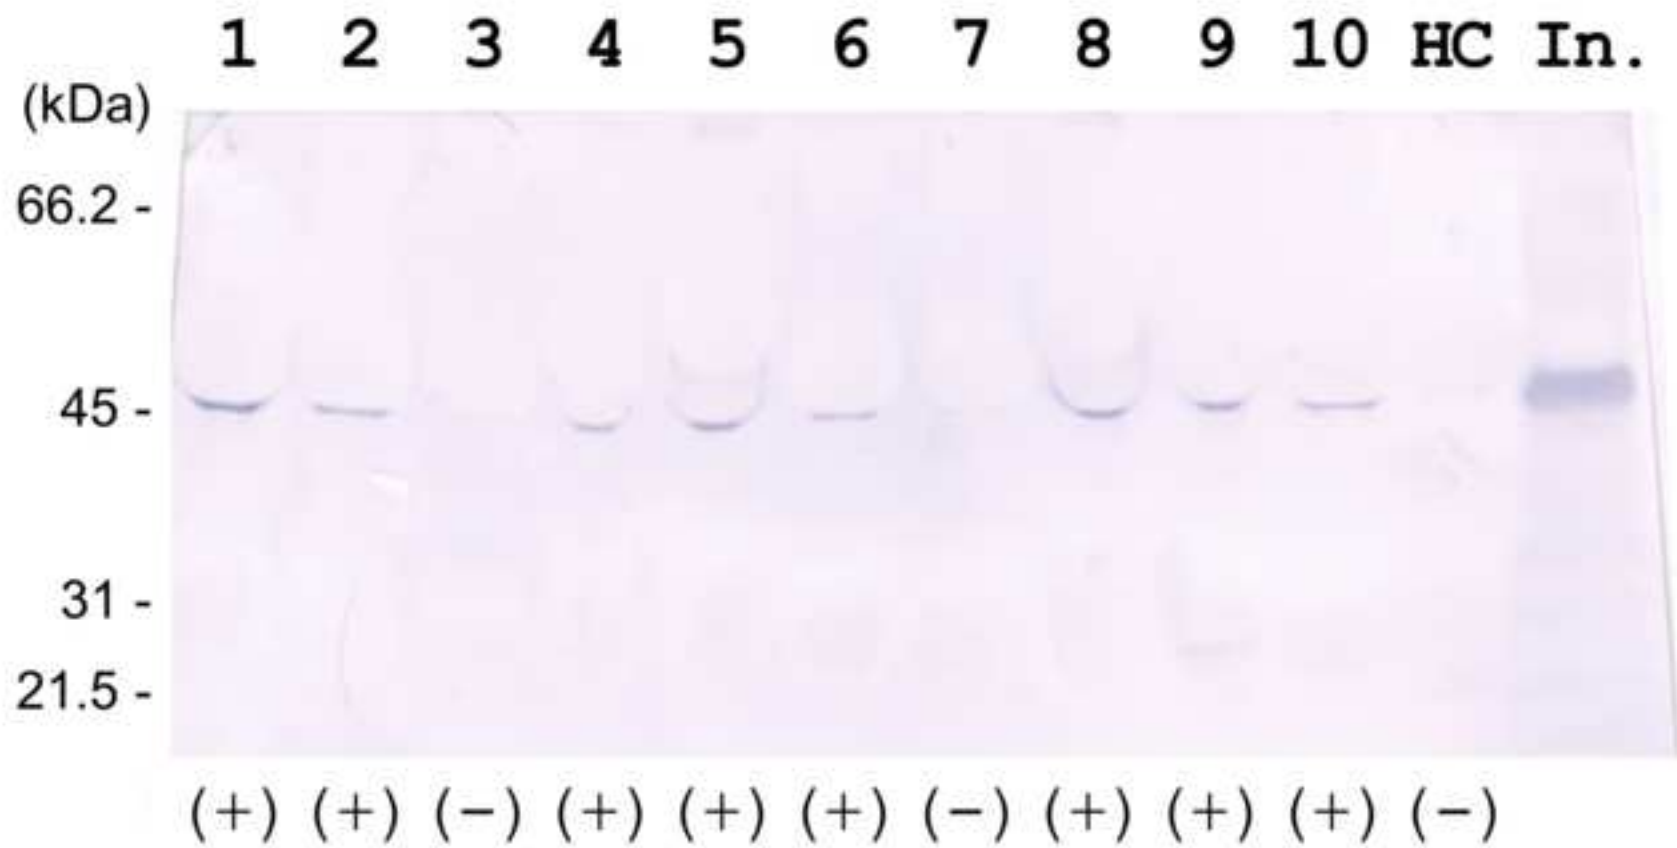 1 2 3 4 5 6 7 8 9 10 HC In.
(kDa)
66.2 -
45 -
31 -
21.5 -
(+) (+) (−) (+) (+) (+) (−) (+) (+) (+) (−)